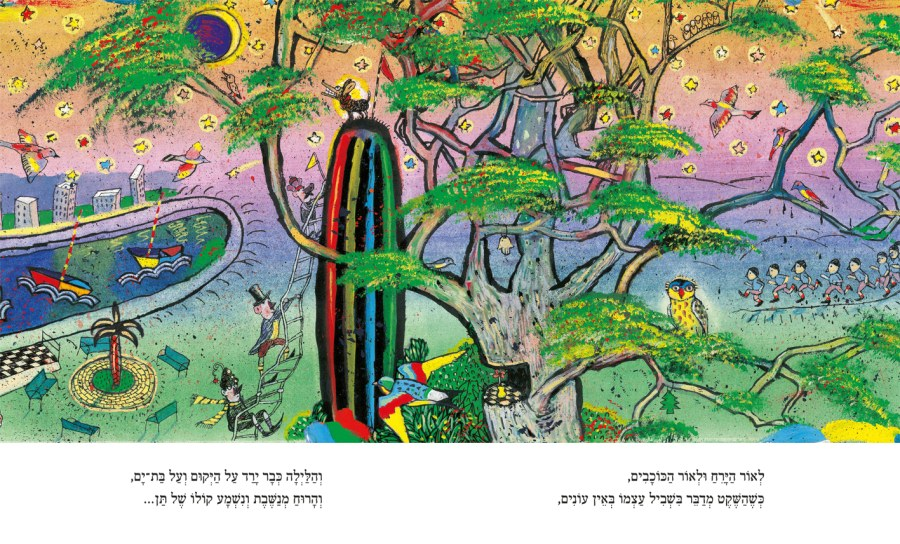 לְאוֹר הַיָּרֵחַ וּלְאוֹר הַכּוֹכָבִים,
כְּשֶׁהַשֶּׁקֶט מְדַבֵּר בִּשְׁבִיל עַצְמוֹ בְּאֵין עוֹנִים,
וְהַלַּיְלָה כְּבָר יָרַד עַל הַיְּקוּם וְעַל בַּת־יָם,
וְהָרוּחַ מְנַשֶּׁבֶת וְנִשְׁמָע קוֹלוֹ שֶׁל תַּן...